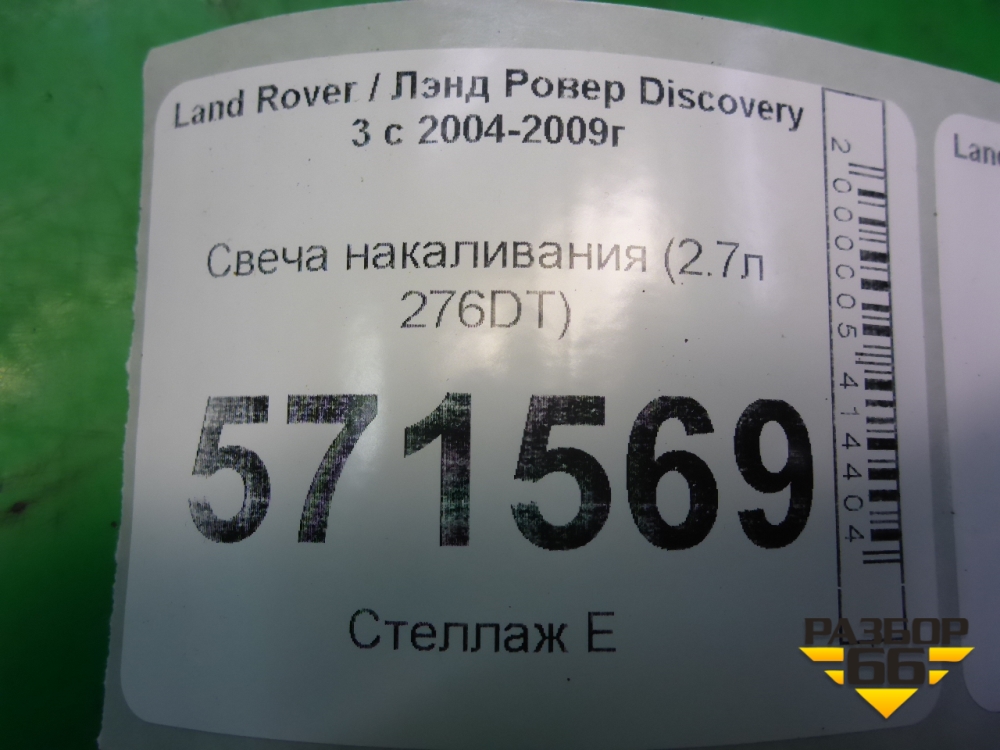 Land Rover / Лэнд Ровер Discovery
3 с 2004-2009г
Свеча накаливания (2.7л
276DT)
571569
Стеллаж Е
2000005414404
Land
РАЗБОР
66